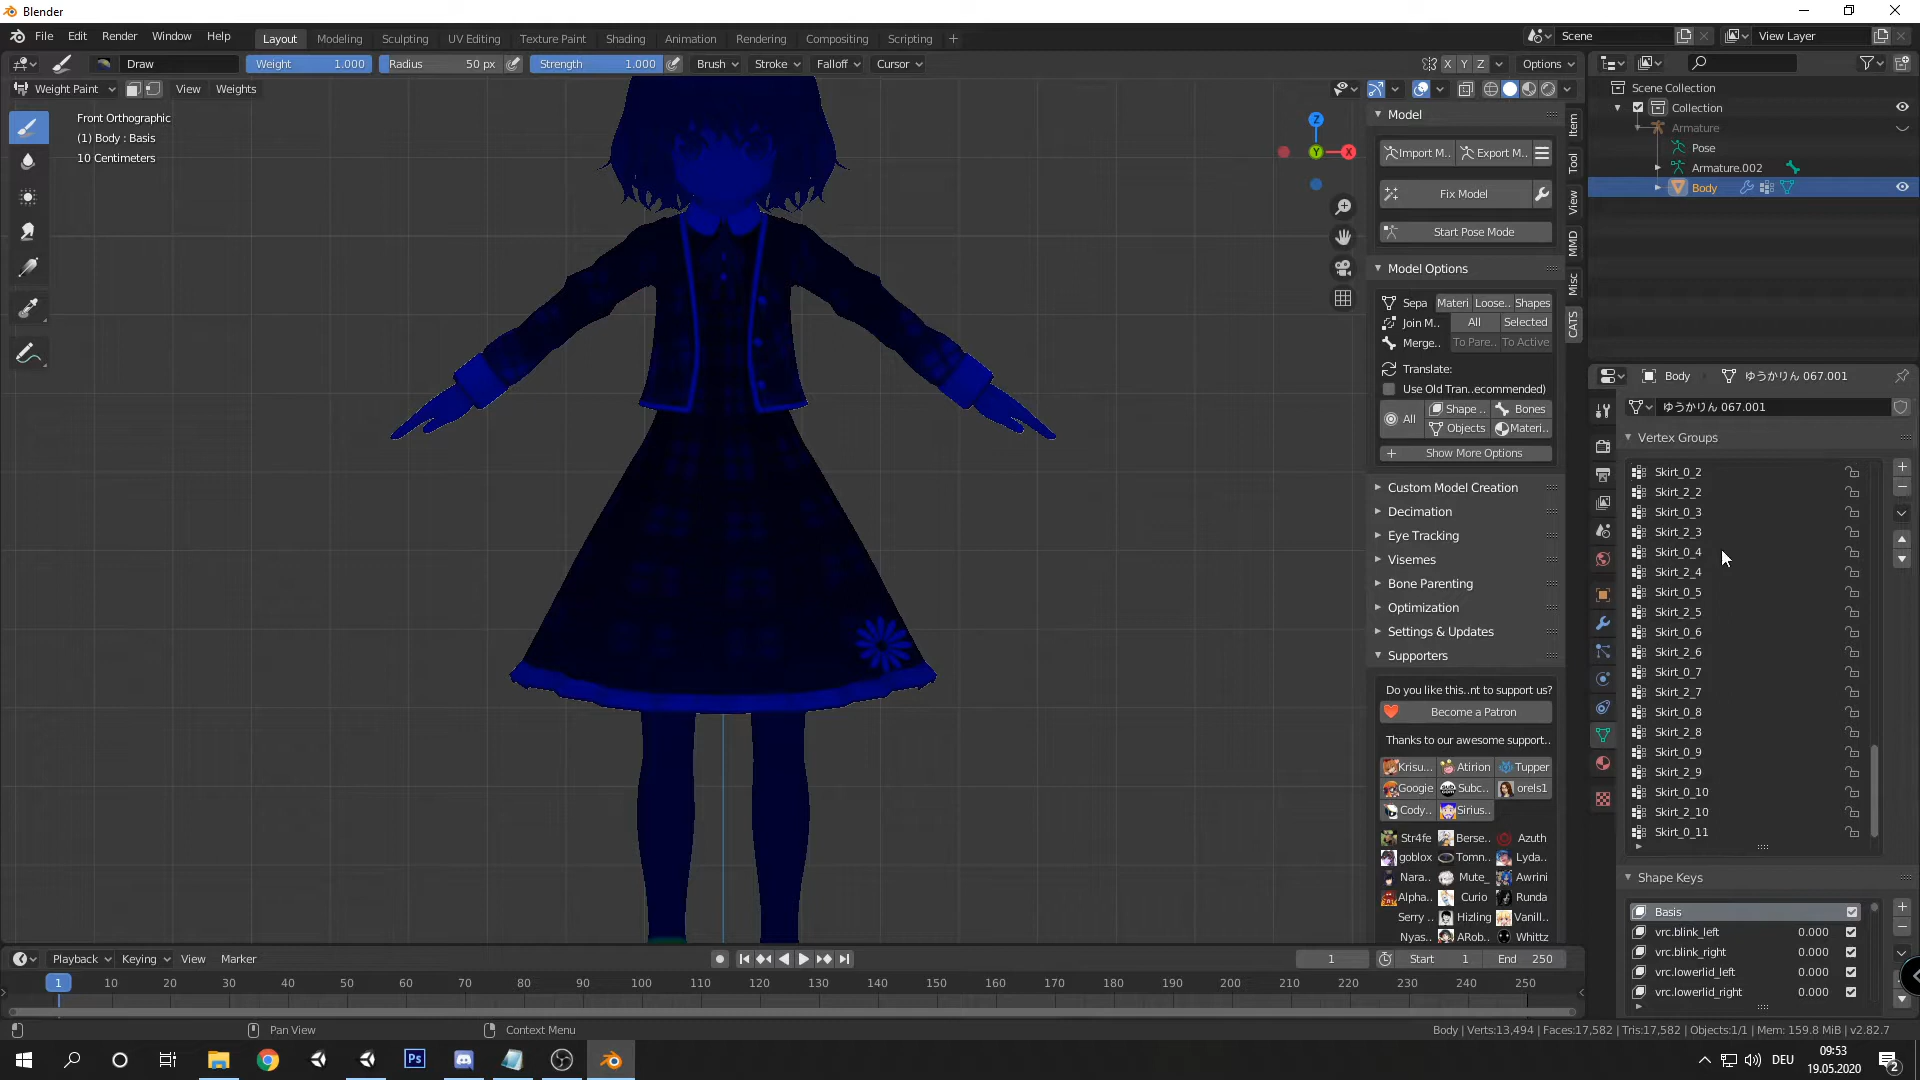 Blender
File Edit Render Window Help
Layout Modeling Sculpting UV Editing Texture Paint Shading Animation Rendering Compositing Scripting
Scene
View Layer
Draw
Weight 1.000
Radius 50 px
Strength 1.000
Brush
Stroke
Falloff
Cursor
X Y Z
Options
Weight Paint
View Weights
Front Orthographic
(1) Body : Basis
10 Centimeters
Z
Y
X
Model
Import M..
Export M..
Fix Model
Start Pose Mode
Model Options
Sepa Materi Loose.. Shapes
Join M.. All Selected
Merge.. To Pare.. To Active
Translate:
Use Old Tran..ecommended)
All Shape .. Bones
Objects Materi..
Show More Options
Custom Model Creation
Decimation
Eye Tracking
Visemes
Bone Parenting
Optimization
Settings & Updates
Supporters
Do you like this..nt to support us?
Become a Patron
Thanks to our awesome support..
Krisu... Atirion Tupper
Googie Subc.. orels1
Cody.. Sirius..
Str4fe Berse.. Azuth
goblox Tomn.. Lyda..
Nara.. Mute_ Awrini
Alpha.. Curio Runda
Serry .. Hizling Vanill..
Nyas.. ARob.. Whittz
Item
Tool
View
MMD
Misc
CATS
Scene Collection
Collection
Armature
Pose
Armature.002
Body
Body ゆうかりん 067.001
ゆうかりん 067.001
Vertex Groups
Skirt_0_2
Skirt_2_2
Skirt_0_3
Skirt_2_3
Skirt_0_4
Skirt_2_4
Skirt_0_5
Skirt_2_5
Skirt_0_6
Skirt_2_6
Skirt_0_7
Skirt_2_7
Skirt_0_8
Skirt_2_8
Skirt_0_9
Skirt_2_9
Skirt_0_10
Skirt_2_10
Skirt_0_11
Shape Keys
Basis
vrc.blink_left 0.000
vrc.blink_right 0.000
vrc.lowerlid_left 0.000
vrc.lowerlid_right 0.000
Playback Keying View Marker
1
Start 1
End 250
1 10 20 30 40 50 60 70 80 90 100 110 120 130 140 150 160 170 180 190 200 210 220 230 240 250
Pan View
Context Menu
Body | Verts:13,494 | Faces:17,582 | Tris:17,582 | Objects:1/1 | Mem: 159.8 MiB | v2.82.7
Ps
DEU
09:53
19.05.2020
2